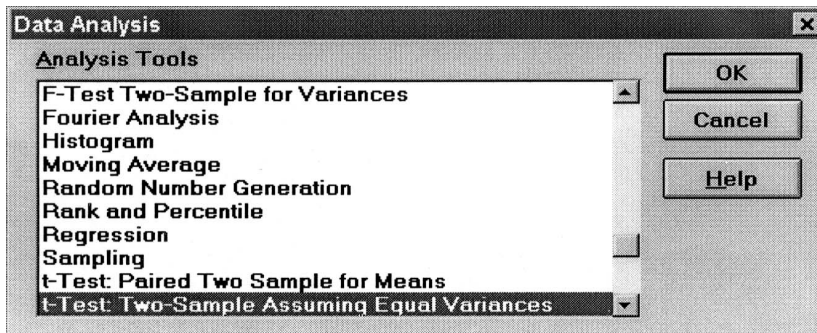 Data Analysis
Analysis Tools
F-Test Two-Sample for Variances
Fourier Analysis
Histogram
Moving Average
Random Number Generation
Rank and Percentile
Regression
Sampling
t-Test: Paired Two Sample for Means
t-Test: Two-Sample Assuming Equal Variances
OK
Cancel
Help